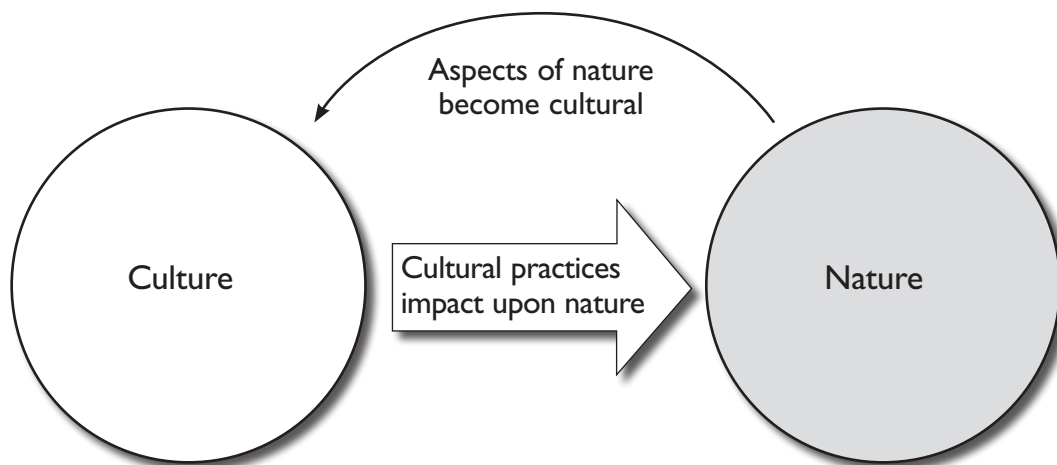 Aspects of nature
become cultural
Culture
Cultural practices
impact upon nature
Nature